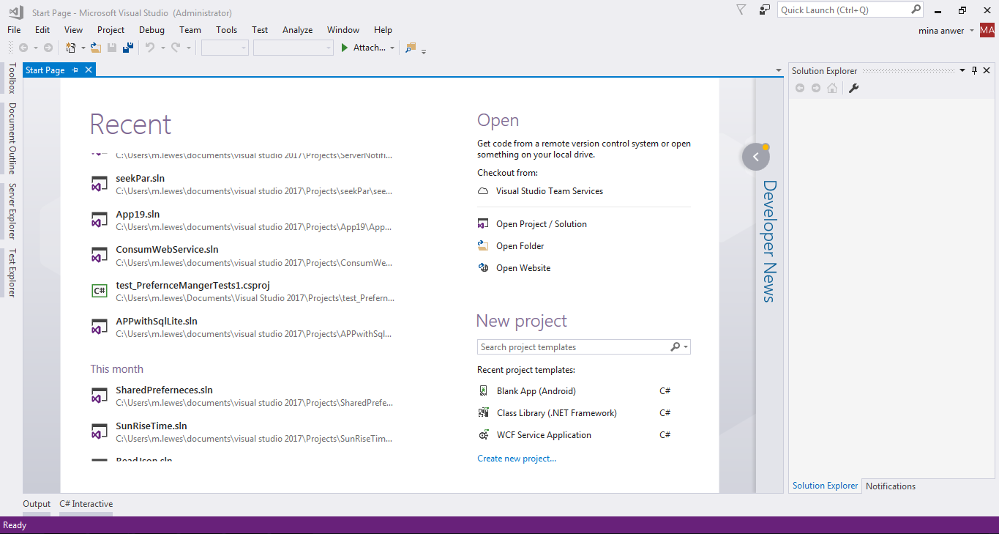 Start Page - Microsoft Visual Studio (Administrator)
Quick Launch (Ctrl+Q)
File Edit View Project Debug Team Tools Test Analyze Window Help
mina anwer MA
Attach...
Toolbox
Document Outline
Server Explorer
Test Explorer
Start Page
Recent
C:\Users\m.lewes\documents\visual studio 2017\Projects\ServerNotifi...
seekPar.sln
C:\Users\m.lewes\documents\visual studio 2017\Projects\seekPar\see...
App19.sln
C:\Users\m.lewes\documents\visual studio 2017\Projects\App19\App...
ConsumWebService.sln
C:\Users\m.lewes\documents\visual studio 2017\Projects\ConsumWe...
C#
test_PrefernceMangerTests1.csproj
C:\Users\m.lewes\Documents\Visual Studio 2017\Projects\test_Prefern...
APPwithSqlLite.sln
C:\Users\m.lewes\documents\visual studio 2017\Projects\APPwithSql...
This month
SharedPreferneces.sln
C:\Users\m.lewes\documents\visual studio 2017\Projects\SharedPrefe...
SunRiseTime.sln
C:\Users\m.lewes\documents\visual studio 2017\Projects\SunRiseTim...
ReadJson.sln
Open
Get code from a remote version control system or open
something on your local drive.
Checkout from:
Visual Studio Team Services
Open Project / Solution
Open Folder
Open Website
New project
Search project templates
Recent project templates:
Blank App (Android) C#
Class Library (.NET Framework) C#
WCF Service Application C#
Create new project...
Developer News
Solution Explorer
Solution Explorer Notifications
Output C# Interactive
Ready